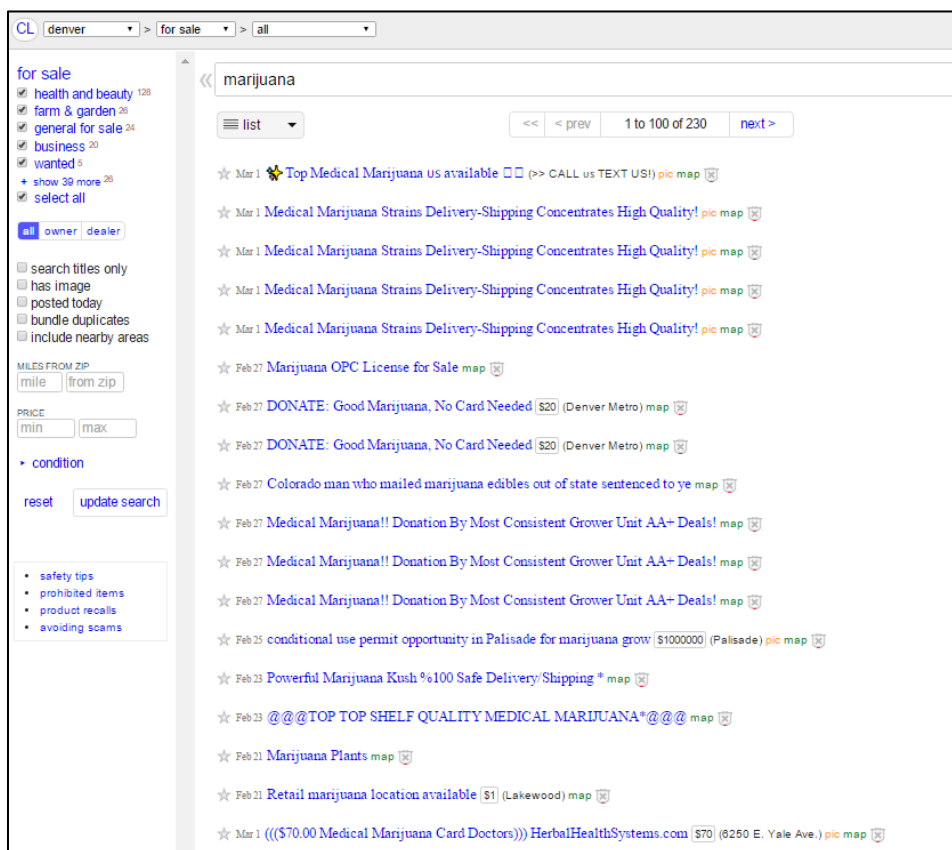 CL denver > for sale > all
for sale
health and beauty 128
farm & garden 26
general for sale 24
business 20
wanted 5
+ show 39 more 26
select all
all owner dealer
search titles only
has image
posted today
bundle duplicates
include nearby areas
MILES FROM ZIP
mile from zip
PRICE
min max
condition
reset update search
• safety tips
• prohibited items
• product recalls
• avoiding scams
marijuana
list << < prev 1 to 100 of 230 next >
Mar 1 Top Medical Marijuana us available (>> CALL us TEXT US!) pic map
Mar 1 Medical Marijuana Strains Delivery-Shipping Concentrates High Quality! pic map
Mar 1 Medical Marijuana Strains Delivery-Shipping Concentrates High Quality! pic map
Mar 1 Medical Marijuana Strains Delivery-Shipping Concentrates High Quality! pic map
Mar 1 Medical Marijuana Strains Delivery-Shipping Concentrates High Quality! pic map
Feb 27 Marijuana OPC License for Sale map
Feb 27 DONATE: Good Marijuana, No Card Needed $20 (Denver Metro) map
Feb 27 DONATE: Good Marijuana, No Card Needed $20 (Denver Metro) map
Feb 27 Colorado man who mailed marijuana edibles out of state sentenced to ye map
Feb 27 Medical Marijuana!! Donation By Most Consistent Grower Unit AA+ Deals! map
Feb 27 Medical Marijuana!! Donation By Most Consistent Grower Unit AA+ Deals! map
Feb 27 Medical Marijuana!! Donation By Most Consistent Grower Unit AA+ Deals! map
Feb 25 conditional use permit opportunity in Palisade for marijuana grow $1000000 (Palisade) pic map
Feb 23 Powerful Marijuana Kush %100 Safe Delivery/Shipping * map
Feb 23 @@@TOP TOP SHELF QUALITY MEDICAL MARIJUANA*@@@ map
Feb 21 Marijuana Plants map
Feb 21 Retail marijuana location available $1 (Lakewood) map
Mar 1 ((($70.00 Medical Marijuana Card Doctors))) HerbalHealthSystems.com $70 (6250 E. Yale Ave.) pic map